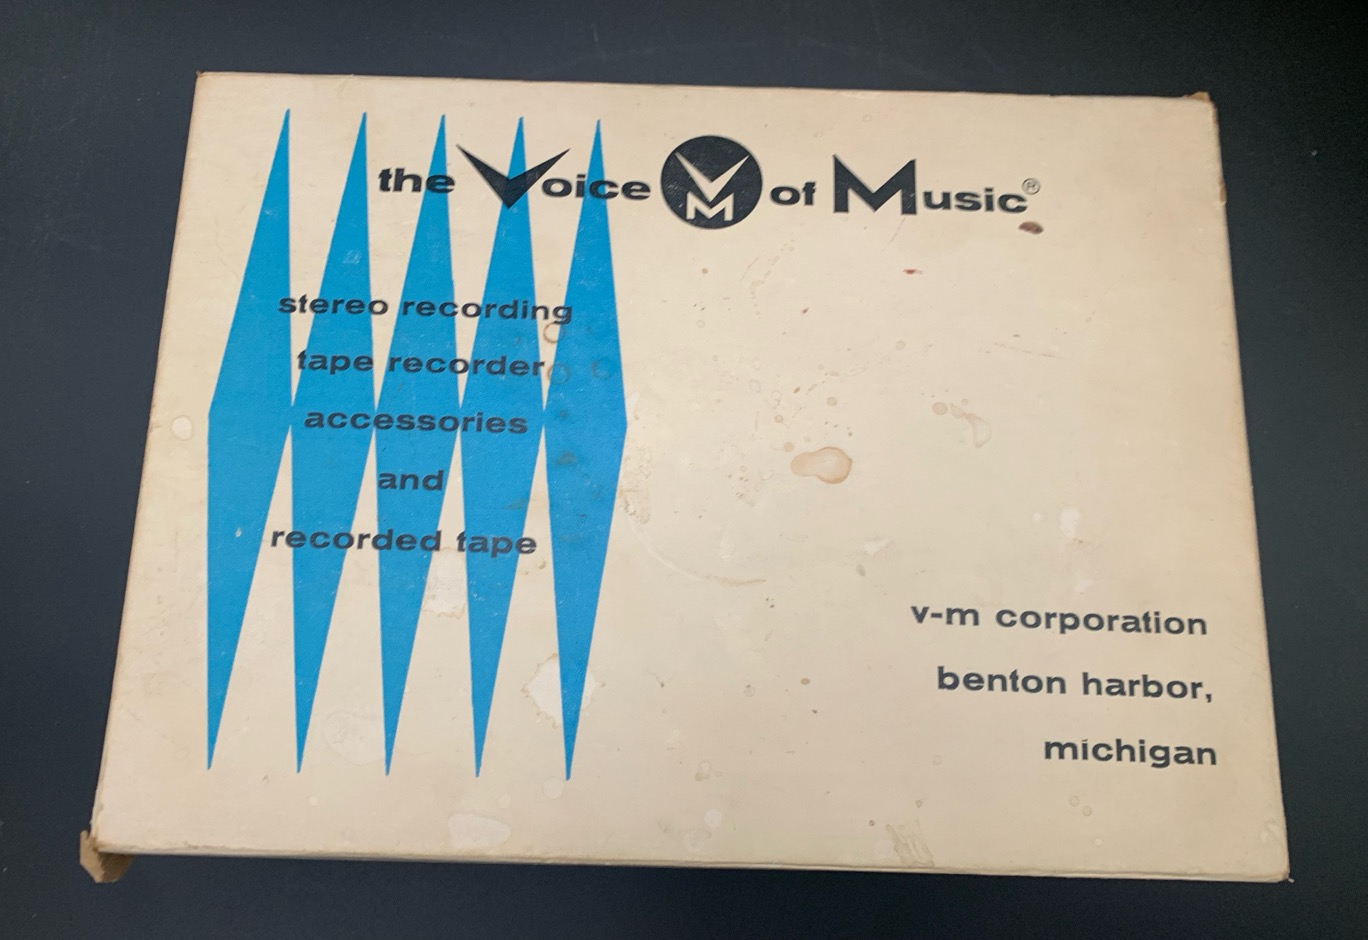 the Voice VM of Music®
stereo recording
tape recorder
accessories
and
recorded tape
v-m corporation
benton harbor,
michigan